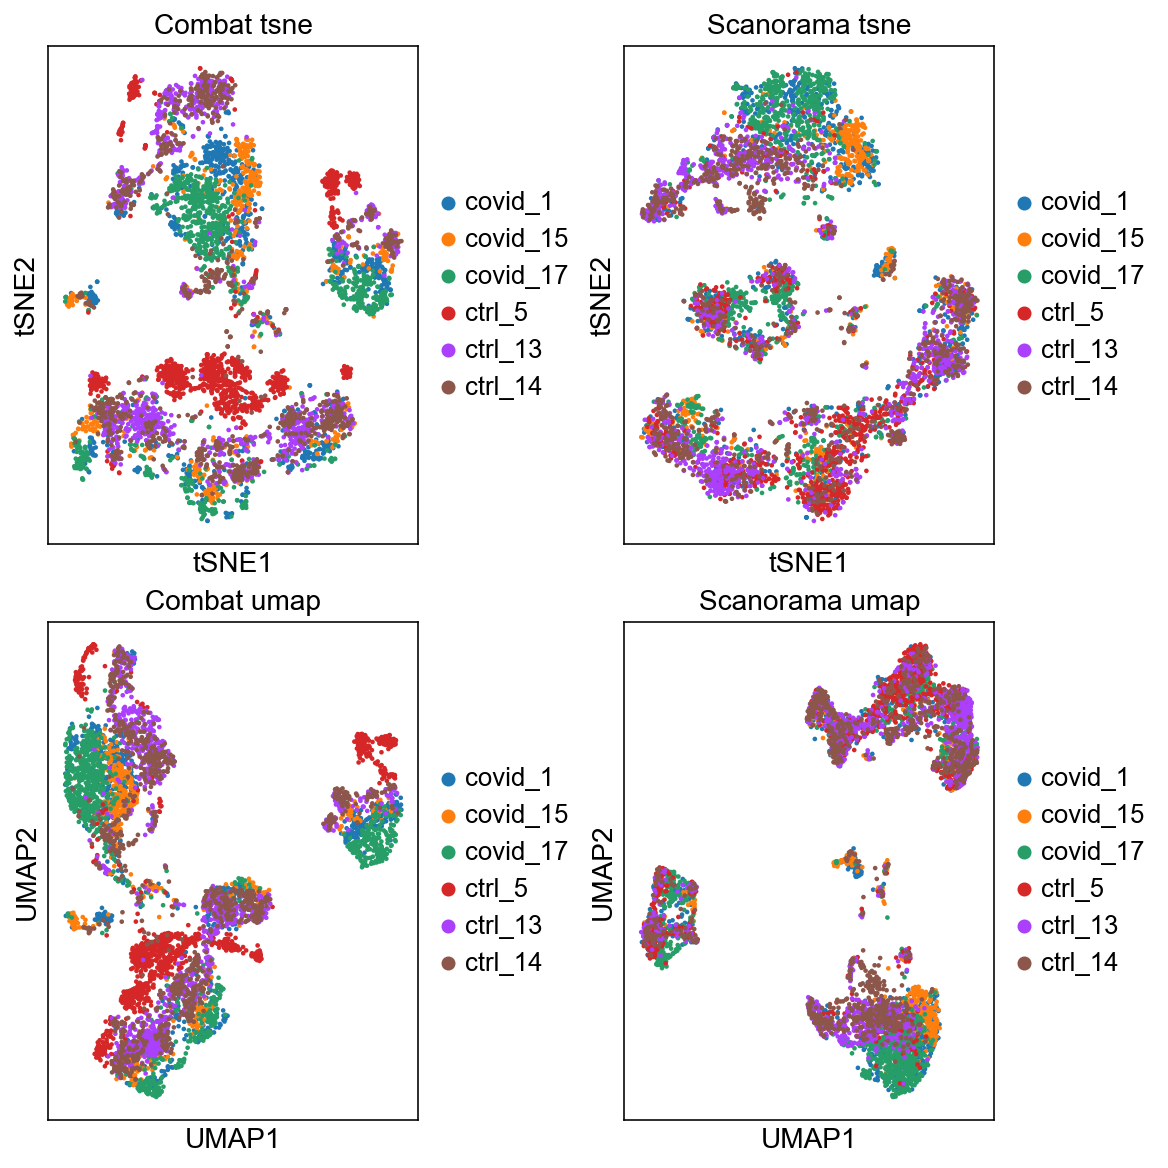 Combat tsne
tSNE2
tSNE1
covid_1
covid_15
covid_17
ctrl_5
ctrl_13
ctrl_14
Scanorama tsne
tSNE2
tSNE1
covid_1
covid_15
covid_17
ctrl_5
ctrl_13
ctrl_14
Combat umap
UMAP2
UMAP1
covid_1
covid_15
covid_17
ctrl_5
ctrl_13
ctrl_14
Scanorama umap
UMAP2
UMAP1
covid_1
covid_15
covid_17
ctrl_5
ctrl_13
ctrl_14